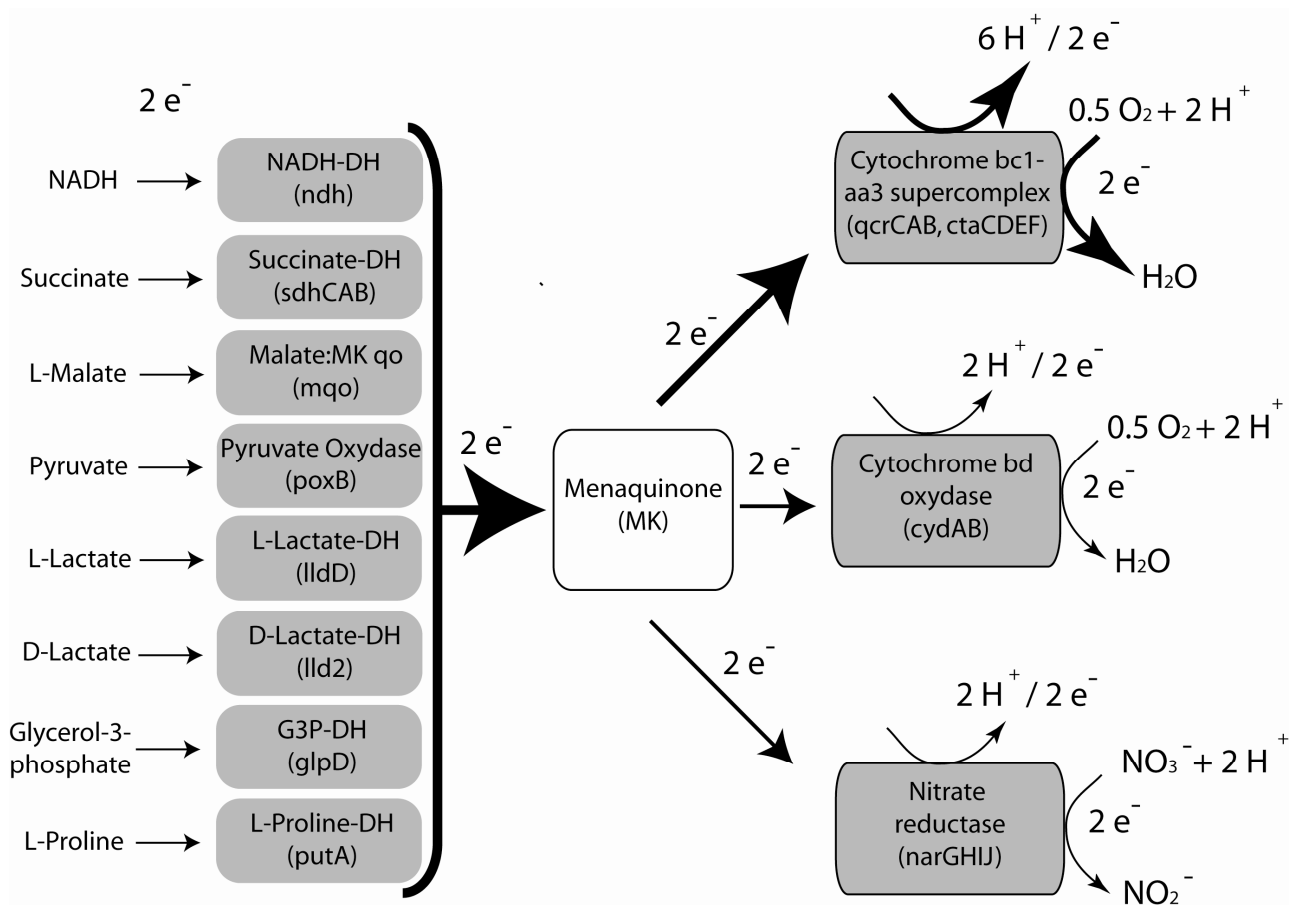 2 e⁻
NADH
NADH-DH
(ndh)
Succinate
Succinate-DH
(sdhCAB)
L-Malate
Malate:MK qo
(mqo)
Pyruvate
Pyruvate Oxydase
(poxB)
L-Lactate
L-Lactate-DH
(lldD)
D-Lactate
D-Lactate-DH
(lld2)
Glycerol-3-
phosphate
G3P-DH
(glpD)
L-Proline
L-Proline-DH
(putA)
2 e⁻
Menaquinone
(MK)
2 e⁻
6 H⁺ / 2 e⁻
Cytochrome bc1-
aa3 supercomplex
(qcrCAB, ctaCDEF)
0.5 O₂ + 2 H⁺
2 e⁻
H₂O
2 e⁻
2 H⁺ / 2 e⁻
Cytochrome bd
oxydase
(cydAB)
0.5 O₂ + 2 H⁺
2 e⁻
H₂O
2 e⁻
2 H⁺ / 2 e⁻
Nitrate
reductase
(narGHIJ)
NO₃⁻ + 2 H⁺
2 e⁻
NO₂⁻